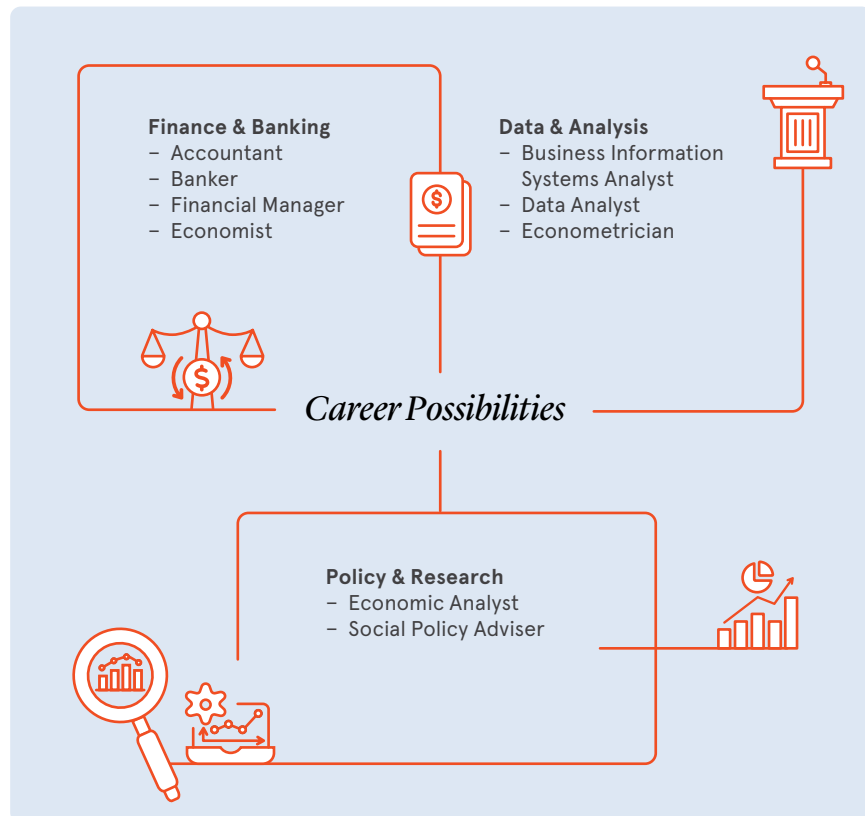 Finance & Banking
– Accountant
– Banker
– Financial Manager
– Economist
Data & Analysis
– Business Information
Systems Analyst
– Data Analyst
– Econometrician
$
$
Career Possibilities
Policy & Research
– Economic Analyst
– Social Policy Adviser